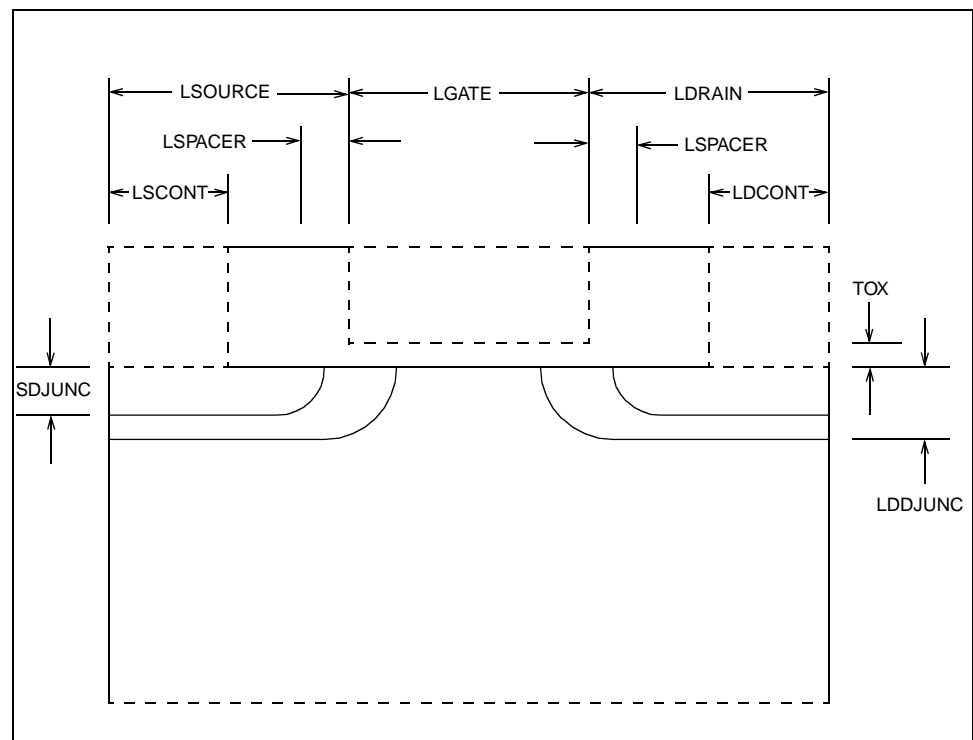 LSOURCE
LGATE
LDRAIN
LSPACER
LSPACER
LSCONT
LDCONT
TOX
SDJUNC
LDDJUNC